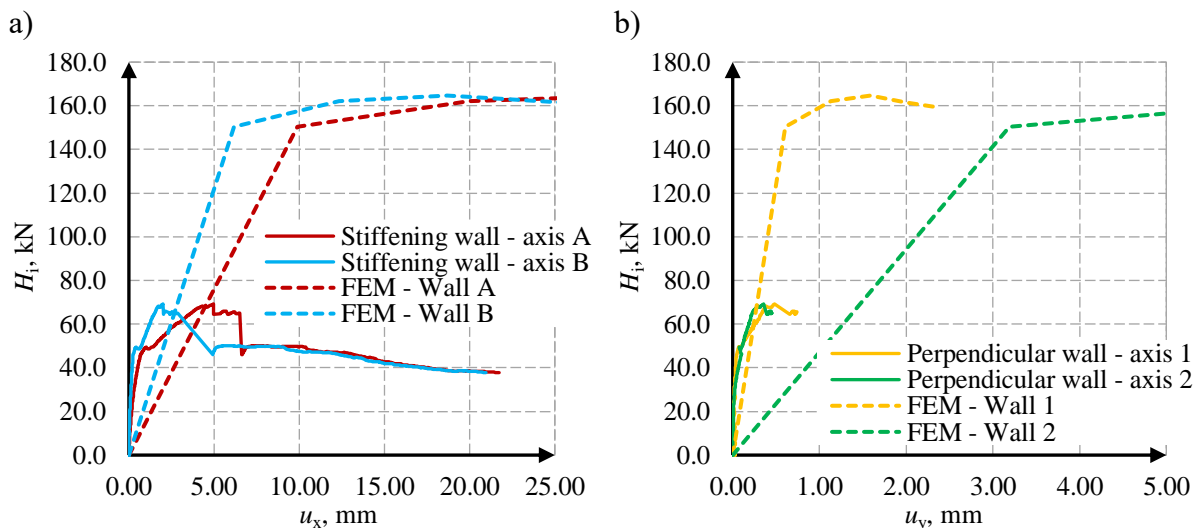 a)
180.0
160.0
140.0
120.0
100.0
80.0
60.0
40.0
20.0
0.0
Hi, kN
Stiffening wall - axis A
Stiffening wall - axis B
FEM - Wall A
FEM - Wall B
0.00 5.00 10.00 15.00 20.00 25.00
ux, mm
b)
180.0
160.0
140.0
120.0
100.0
80.0
60.0
40.0
20.0
0.0
Hi, kN
Perpendicular wall - axis 1
Perpendicular wall - axis 2
FEM - Wall 1
FEM - Wall 2
0.00 1.00 2.00 3.00 4.00 5.00
uy, mm